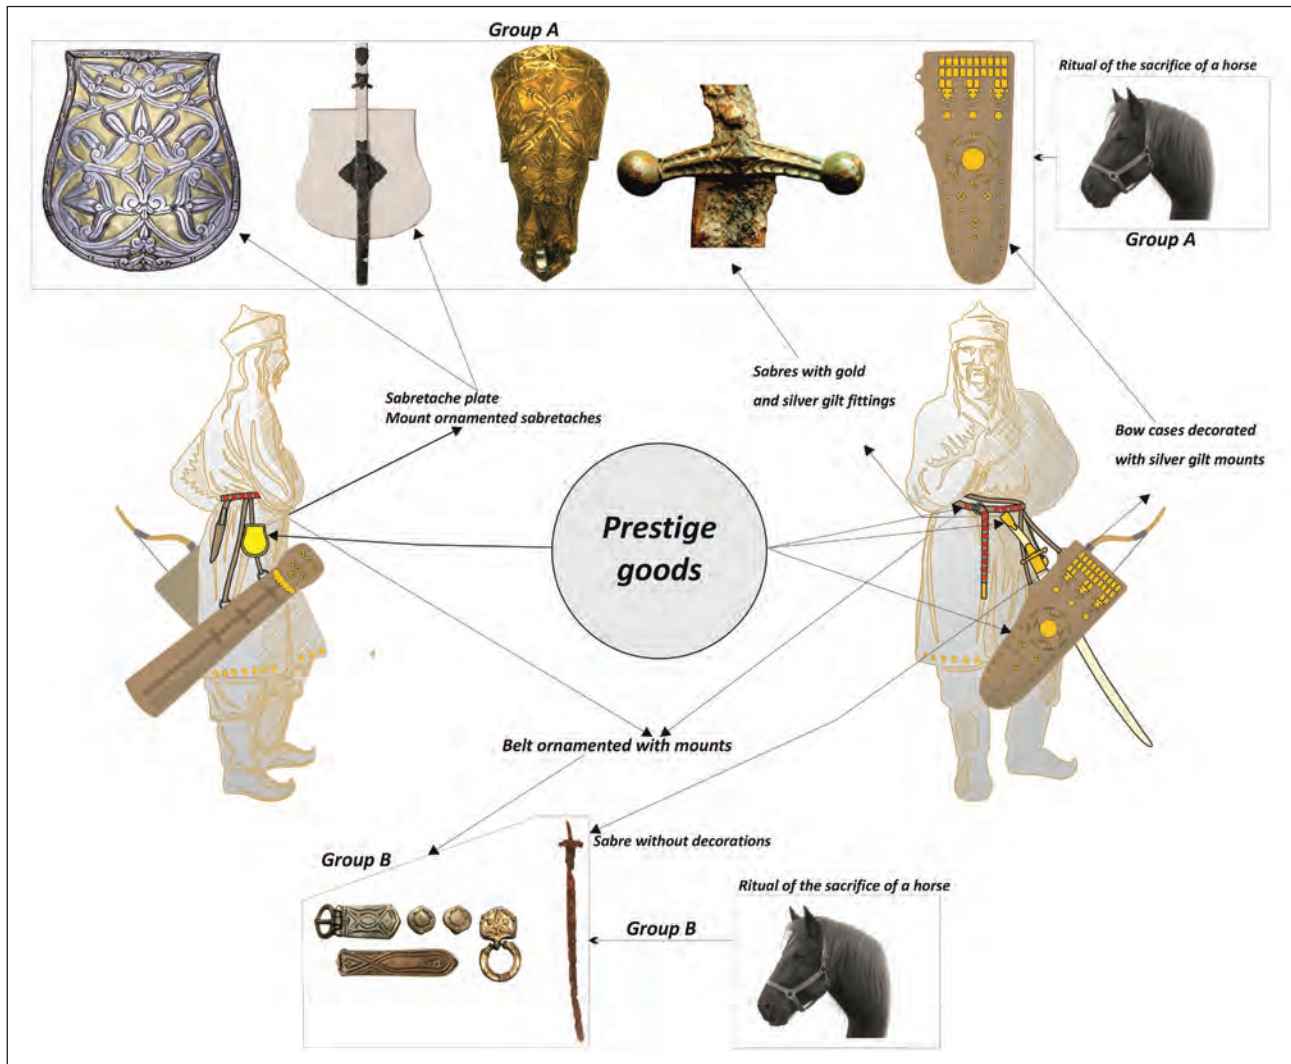 Group A
Ritual of the sacrifice of a horse
Group A
Sabretache plate
Mount ornamented sabretaches
Sabres with gold
and silver gilt fittings
Bow cases decorated
with silver gilt mounts
Prestige
goods
Belt ornamented with mounts
Group B
Sabre without decorations
Ritual of the sacrifice of a horse
Group B